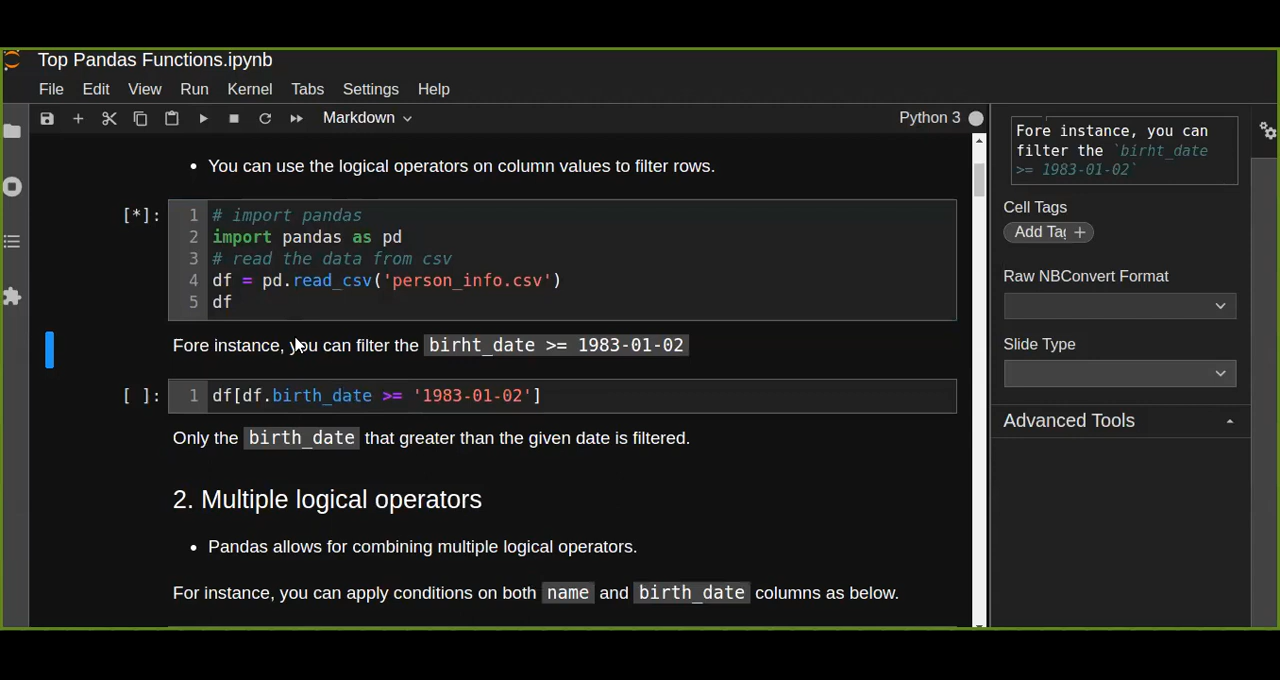 Top Pandas Functions.ipynb
File Edit View Run Kernel Tabs Settings Help
Markdown Python 3
You can use the logical operators on column values to filter rows.
[*]: 1 # import pandas
2 import pandas as pd
3 # read the data from csv
4 df = pd.read_csv('person_info.csv')
5 df
Fore instance, you can filter the birht_date >= 1983-01-02
[ ]: 1 df[df.birth_date >= '1983-01-02']
Only the birth_date that greater than the given date is filtered.
2. Multiple logical operators
Pandas allows for combining multiple logical operators.
For instance, you can apply conditions on both name and birth_date columns as below.
Fore instance, you can
filter the `birht_date
>= 1983-01-02`
Cell Tags
Add Tag +
Raw NBConvert Format
Slide Type
Advanced Tools